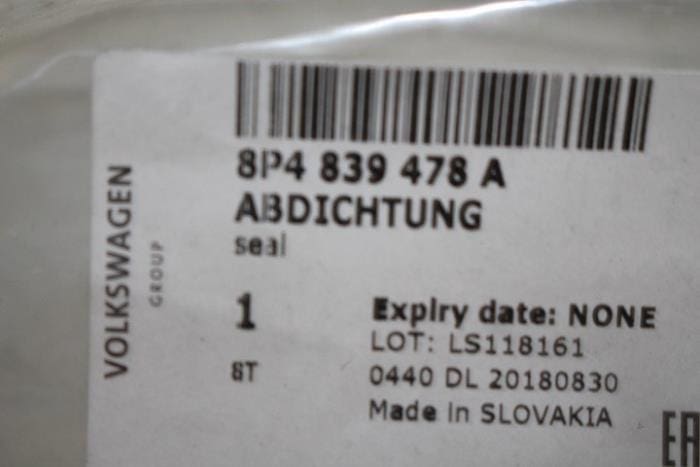 8P4 839 478 A
ABDICHTUNG
seal
1
ST
Expiry date: NONE
LOT: LS118161
0440 DL 20180830
Made in SLOVAKIA
VOLKSWAGEN
GROUP